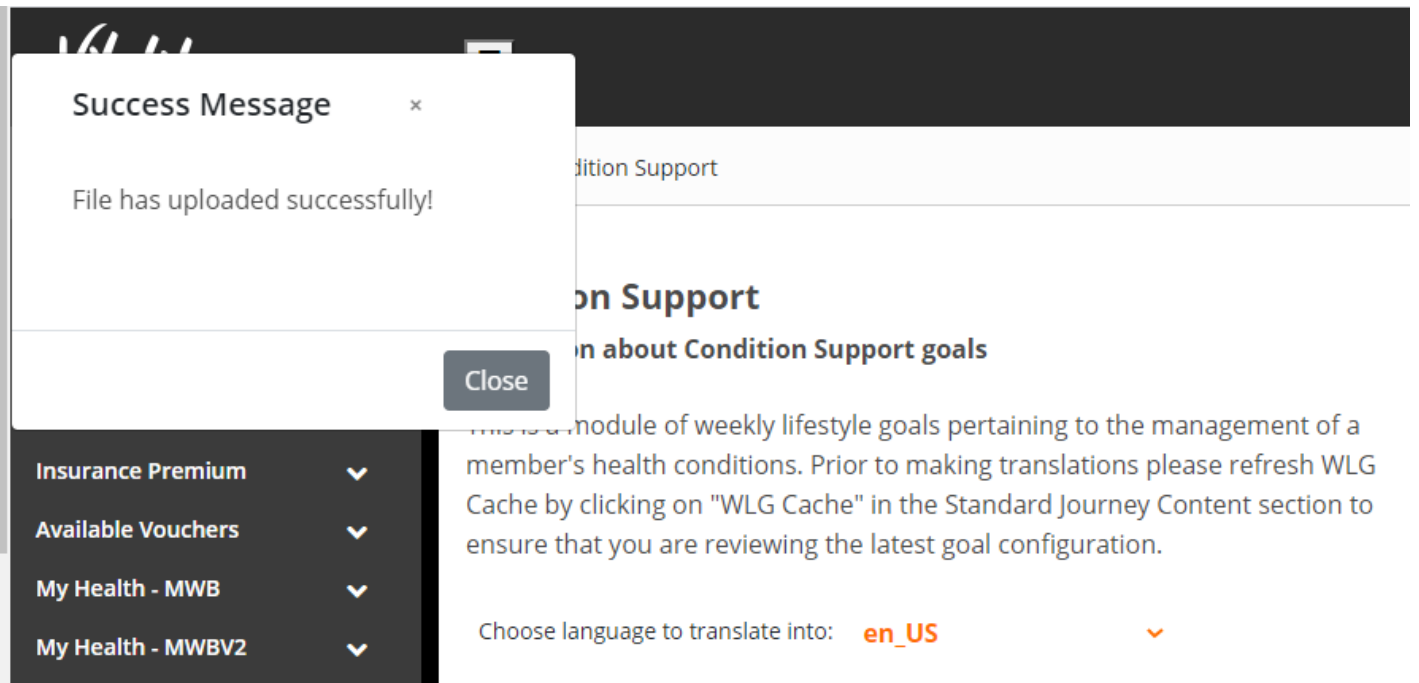 Success Message ×
File has uploaded successfully!
Close
dition Support
on Support
n about Condition Support goals
module of weekly lifestyle goals pertaining to the management of a
member's health conditions. Prior to making translations please refresh WLG
Cache by clicking on "WLG Cache" in the Standard Journey Content section to
ensure that you are reviewing the latest goal configuration.
Choose language to translate into: en_US
Insurance Premium
Available Vouchers
My Health - MWB
My Health - MWBV2